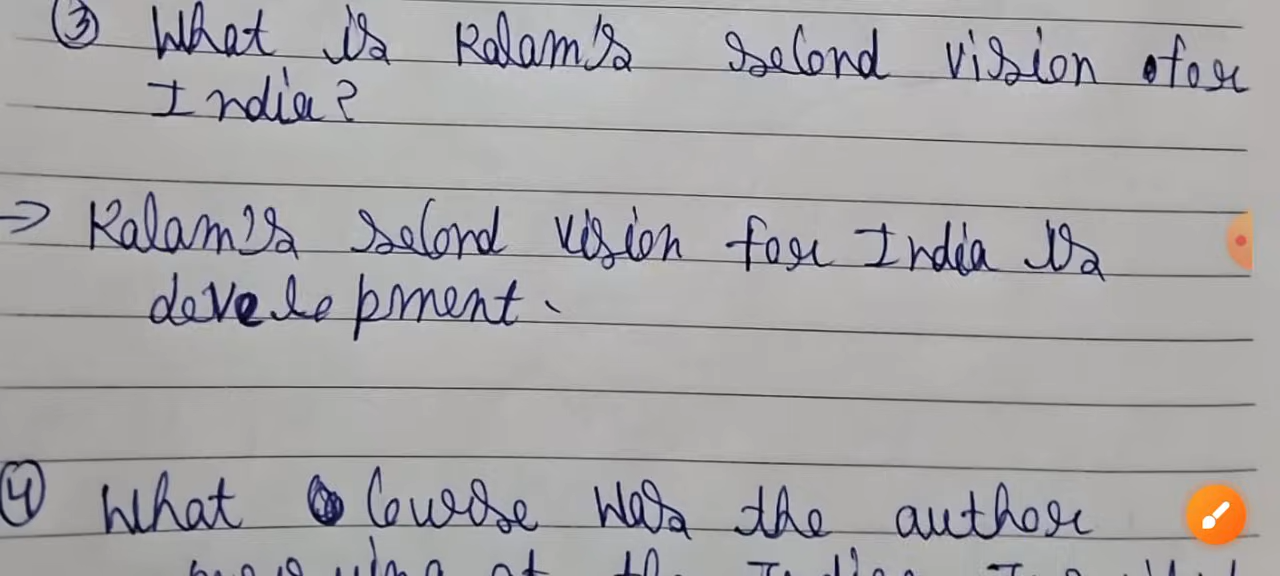 ③ What is Kalam's second vision for
India?
→ Kalam's second vision for India is
development.
④ What Course was the author